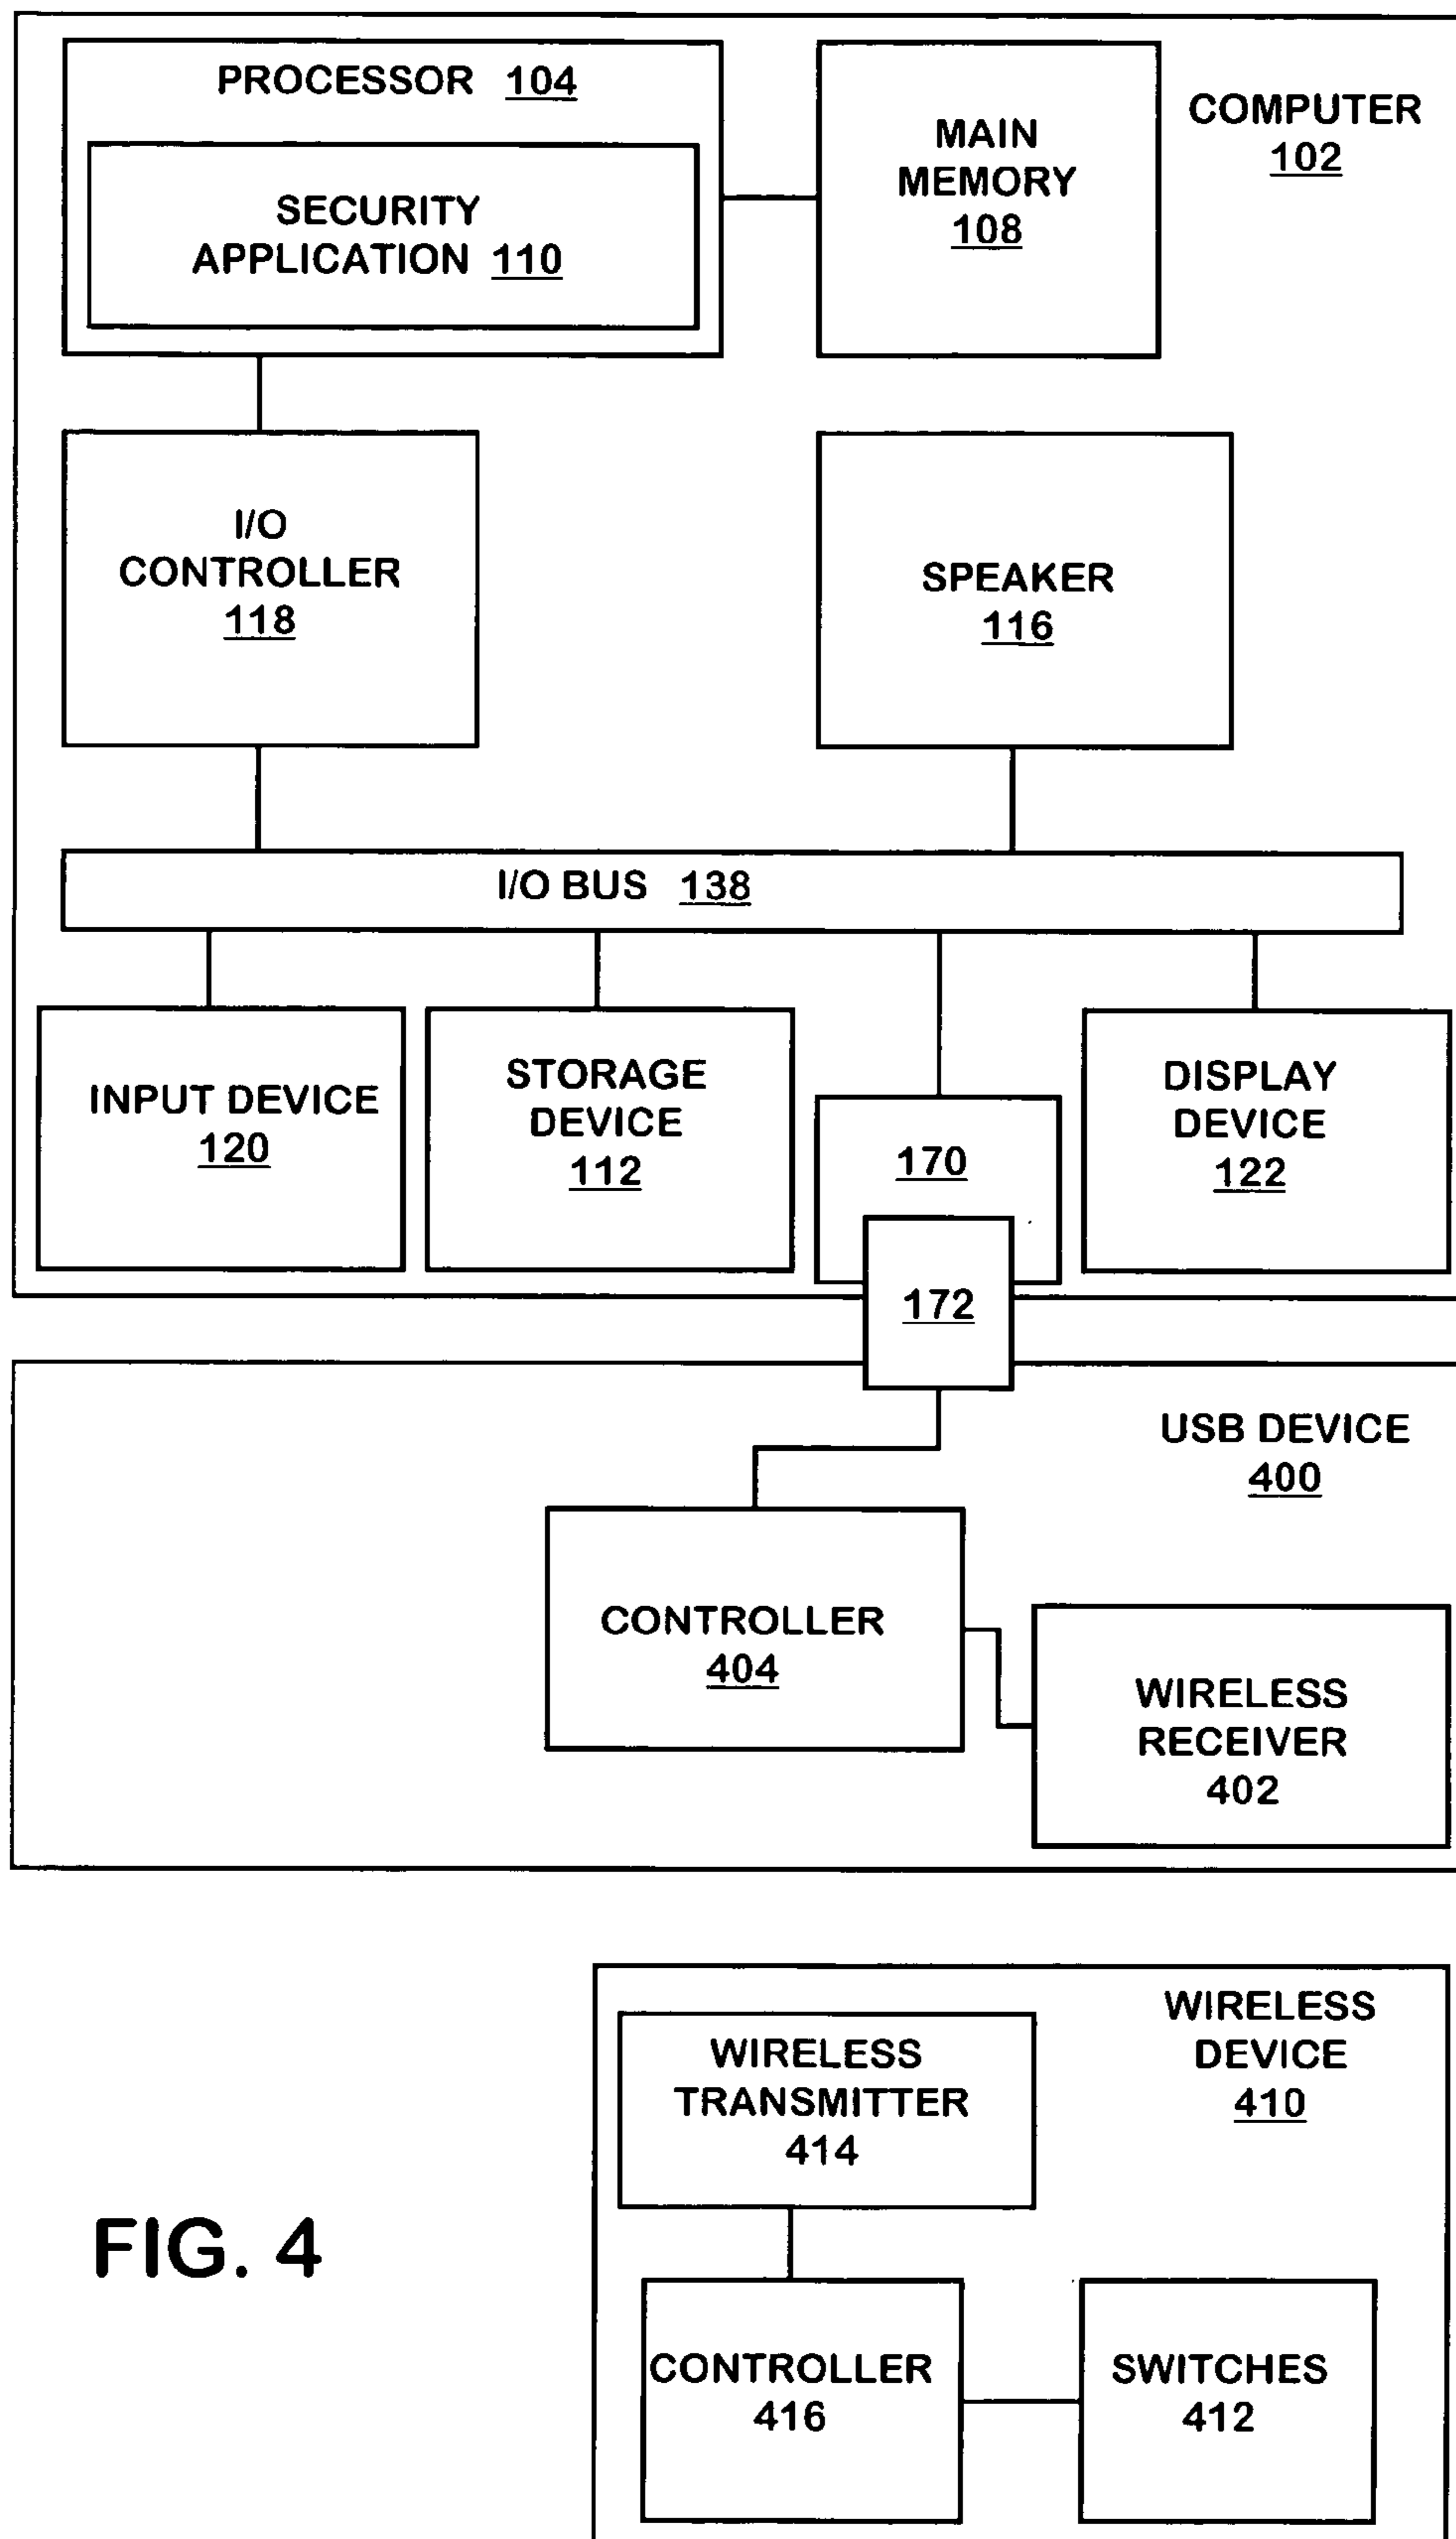 PROCESSOR 104
SECURITY
APPLICATION 110
MAIN
MEMORY
108
COMPUTER
102
I/O
CONTROLLER
118
SPEAKER
116
I/O BUS 138
INPUT DEVICE
120
STORAGE
DEVICE
112
170
DISPLAY
DEVICE
122
172
USB DEVICE
400
CONTROLLER
404
WIRELESS
RECEIVER
402
WIRELESS
DEVICE
410
WIRELESS
TRANSMITTER
414
FIG. 4
CONTROLLER
416
SWITCHES
412